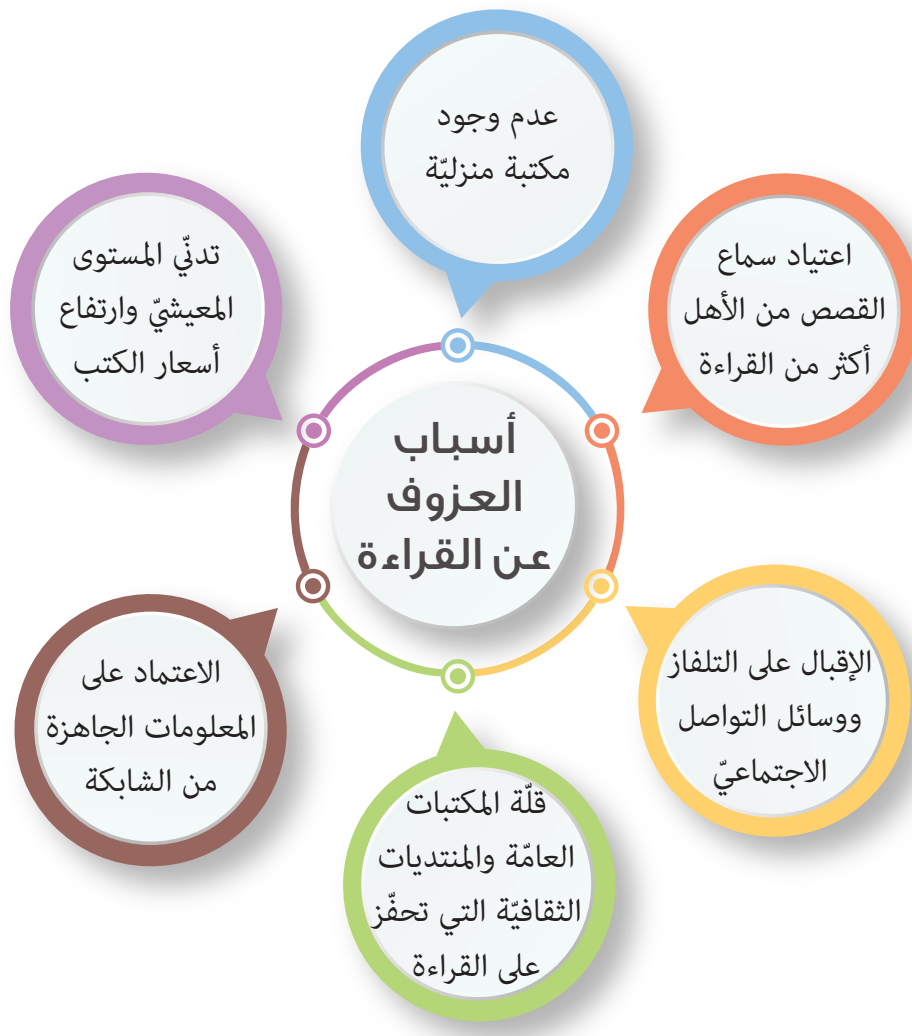 أسباب
العزوف
عن القراءة
عدم وجود
مكتبة منزليّة
اعتياد سماع
القصص من الأهل
أكثر من القراءة
الإقبال على التلفاز
ووسائل التواصل
الاجتماعيّ
قلّة المكتبات
العامّة والمنتديات
الثقافيّة التي تحفّز
على القراءة
الاعتماد على
المعلومات الجاهزة
من الشابكة
تدنّي المستوى
المعيشيّ وارتفاع
أسعار الكتب